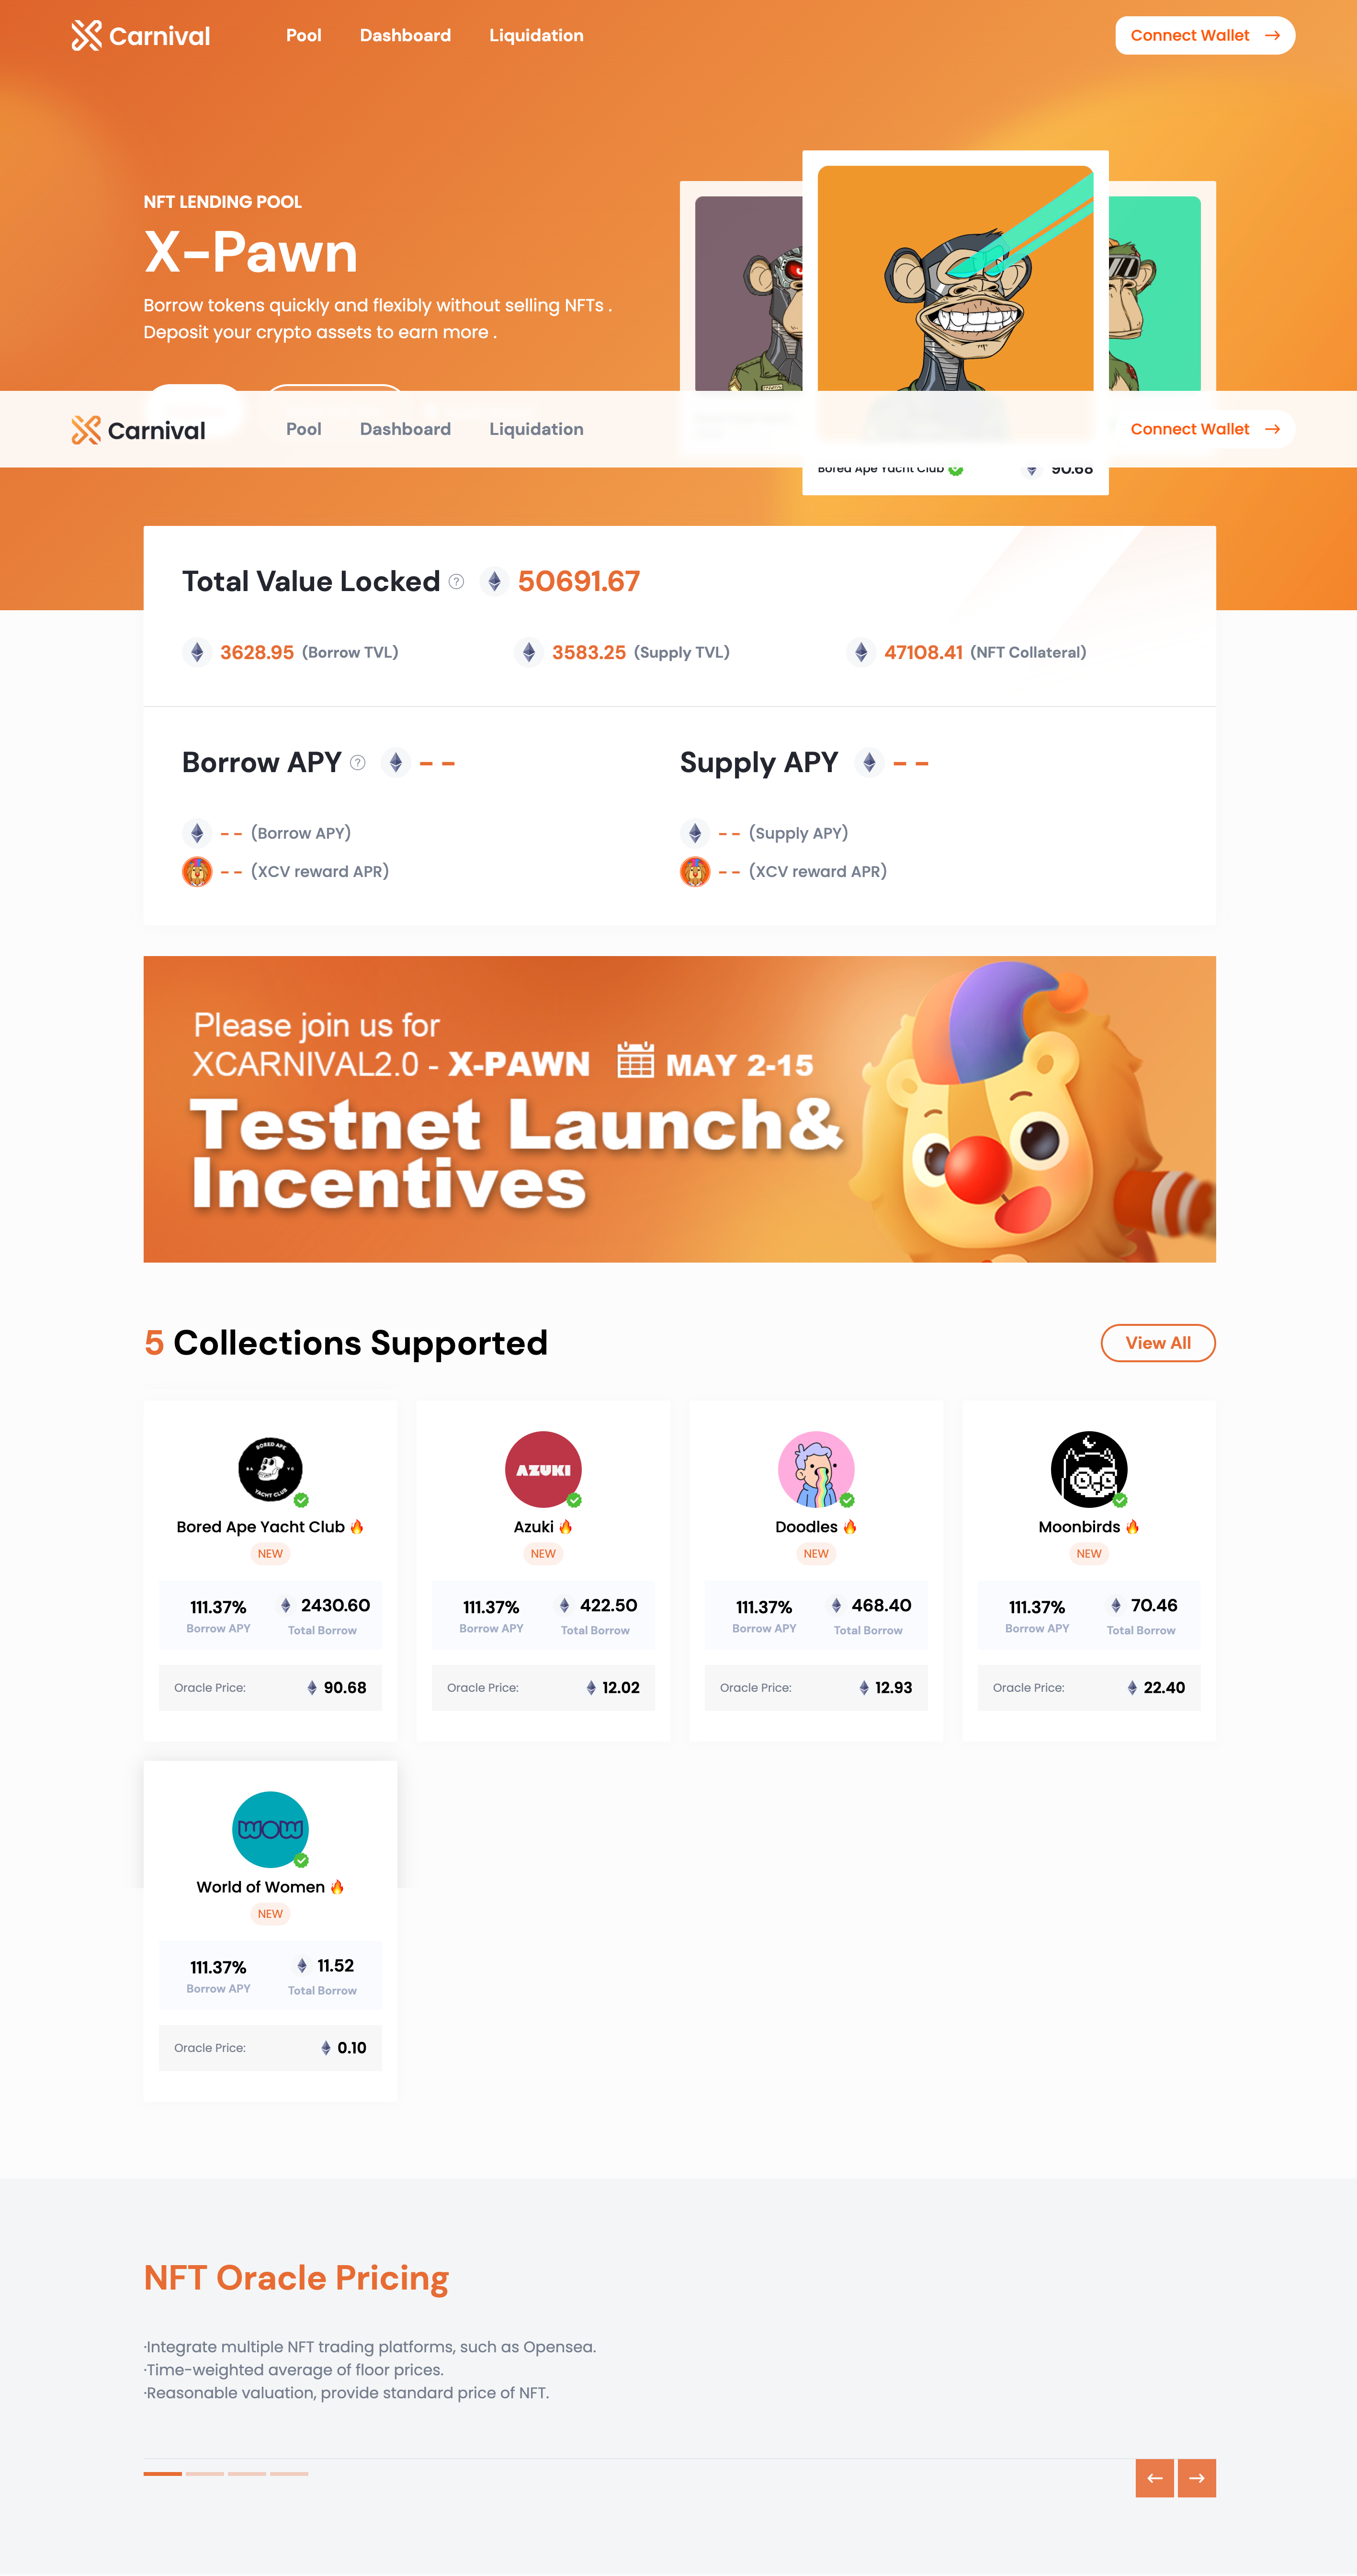 Carnival
Pool
Dashboard
Liquidation
Connect Wallet →
NFT LENDING POOL
X-Pawn
Borrow tokens quickly and flexibly without selling NFTs .
Deposit your crypto assets to earn more .
Carnival
Pool
Dashboard
Liquidation
Connect Wallet →
Bored Ape Yacht Club
90.68
Total Value Locked ? 50691.67
3628.95 (Borrow TVL)
3583.25 (Supply TVL)
47108.41 (NFT Collateral)
Borrow APY ? - -
- - (Borrow APY)
- - (XCV reward APR)
Supply APY - -
- - (Supply APY)
- - (XCV reward APR)
Please join us for
XCARNIVAL2.0 - X-PAWN MAY 2-15
Testnet Launch&
Incentives
5 Collections Supported
View All
BORED APE
YACHT CLUB
Bored Ape Yacht Club 🔥
NEW
111.37%
Borrow APY
2430.60
Total Borrow
Oracle Price: 90.68
AZUKI
Azuki 🔥
NEW
111.37%
Borrow APY
422.50
Total Borrow
Oracle Price: 12.02
Doodles 🔥
NEW
111.37%
Borrow APY
468.40
Total Borrow
Oracle Price: 12.93
Moonbirds 🔥
NEW
111.37%
Borrow APY
70.46
Total Borrow
Oracle Price: 22.40
WOW
World of Women 🔥
NEW
111.37%
Borrow APY
11.52
Total Borrow
Oracle Price: 0.10
NFT Oracle Pricing
·Integrate multiple NFT trading platforms, such as Opensea.
·Time-weighted average of floor prices.
·Reasonable valuation, provide standard price of NFT.
← →